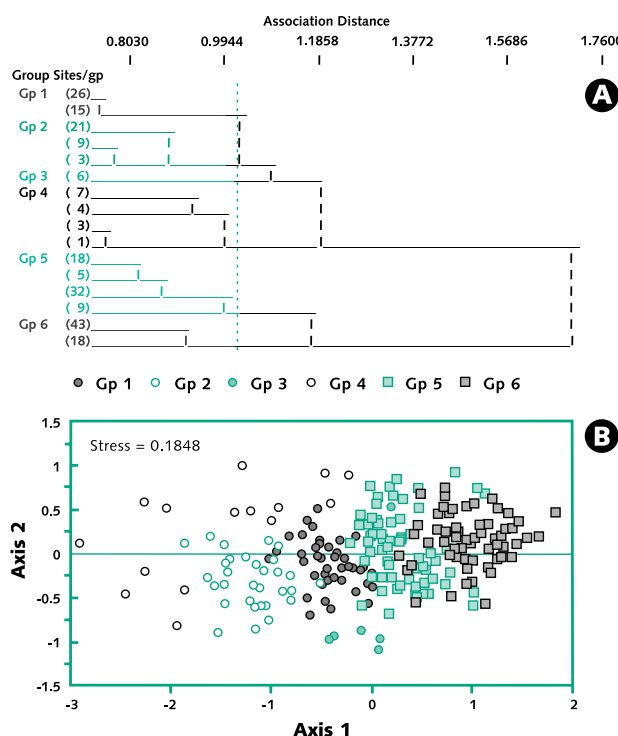 Association Distance
0.8030 0.9944 1.1858 1.3772 1.5686 1.7600
Group Sites/gp
A
Gp 1 (26)
(15)
Gp 2 (21)
( 9)
( 3)
Gp 3 ( 6)
Gp 4 ( 7)
( 4)
( 3)
( 1)
Gp 5 (18)
( 5)
(32)
( 9)
Gp 6 (43)
(18)
Gp 1 Gp 2 Gp 3 Gp 4 Gp 5 Gp 6
B
1.5
Stress = 0.1848
1
0.5
0
-0.5
-1
-1.5
Axis 2
-3 -2 -1 0 1 2
Axis 1